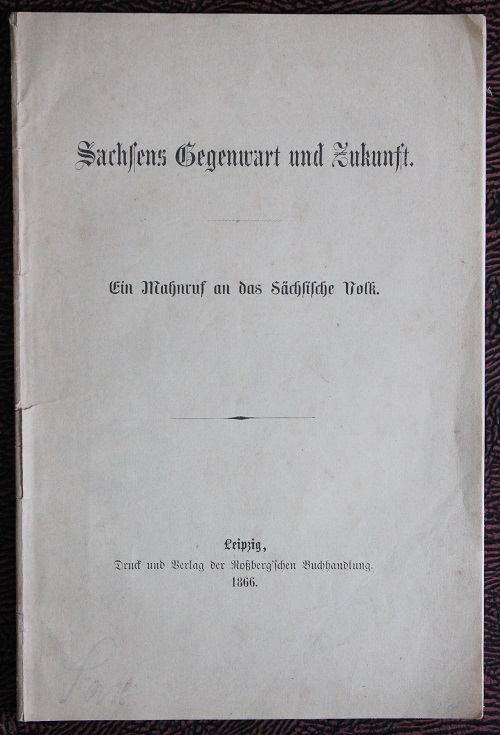 Sachsens Gegenwart und Zukunft.
Ein Mahnruf an das Sächsische Volk.
Leipzig,
Druck und Verlag der Roßberg'schen Buchhandlung.
1866.